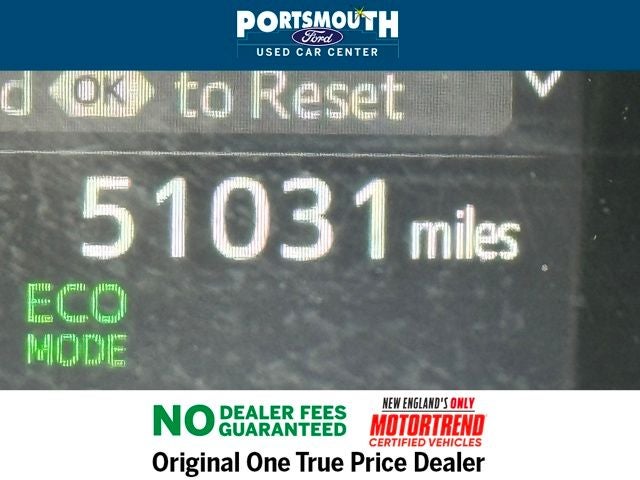 PORTSMOUTH
Ford
USED CAR CENTER
d OK to Reset
51031 miles
ECO
MODE
NO DEALER FEES
GUARANTEED
NEW ENGLAND'S ONLY
MOTORTREND
CERTIFIED VEHICLES
Original One True Price Dealer